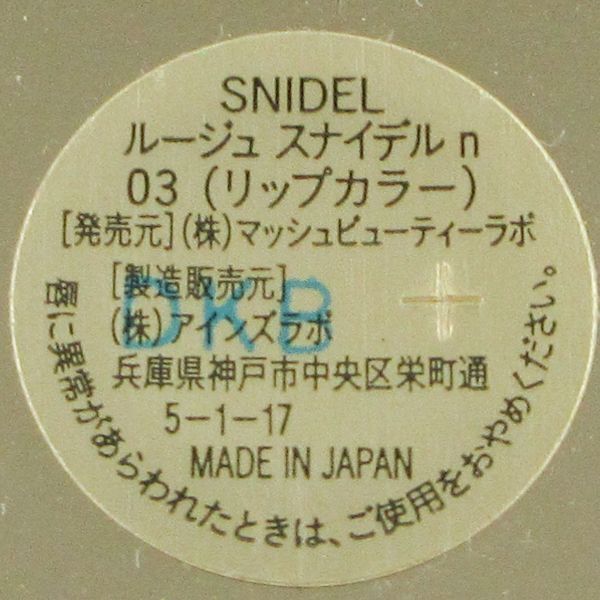 SNIDEL
ルージュ スナイデル n
03 (リップカラー)
[発売元] (株) マッシュビューティーラボ
[製造販売元]
(株) アインズラボ
DKB
兵庫県神戸市中央区栄町通
5-1-17
MADE IN JAPAN
唇に異常があらわれたときは、ご使用をおやめください。